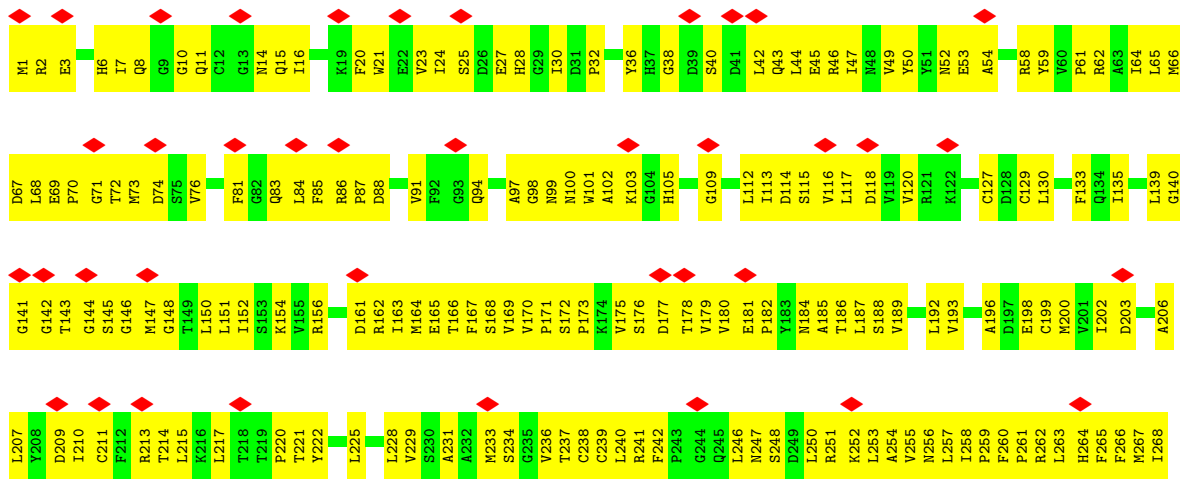 M1 R2 E3 H6 I7 Q8 G9 G10 Q11 C12 G13 N14 Q15 I16 K19 F20 W21 E22 V23 I24 S25 D26 E27 H28 G29 I30 D31 P32 Y36 H37 G38 D39 S40 D41 L42 Q43 L44 E45 R46 I47 N48 V49 Y50 Y51 N52 E53 A54 R58 Y59 V60 P61 R62 A63 I64 L65 M66
D67 L68 E69 P70 G71 T72 M73 D74 S75 V76 F81 G82 Q83 L84 F85 R86 P87 D88 V91 F92 G93 Q94 A97 G98 N99 N100 W101 A102 K103 G104 H105 G109 L112 I113 D114 S115 V116 L117 D118 V119 V120 R121 K122 C127 D128 C129 L130 F133 Q134 I135 L139 G140
G141 G142 T143 G144 S145 G146 M147 G148 T149 L150 L151 I152 S153 K154 V155 R156 D161 R162 I163 M164 E165 T166 F167 S168 V169 V170 P171 S172 P173 K174 V175 S176 D177 T178 V179 V180 E181 P182 Y183 N184 A185 T186 L187 S188 V189 L192 V193 A196 D197 E198 C199 M200 V201 I202 D203 A206
L207 Y208 D209 I210 C211 F212 R213 T214 L215 K216 L217 T218 T219 P220 T221 Y222 L225 L228 V229 S230 A231 A232 M233 S234 G235 V236 T237 C238 C239 L240 R241 F242 P243 G244 Q245 L246 N247 S248 D249 L250 R251 K252 L253 A254 V255 N256 L257 I258 P259 F260 P261 R262 L263 H264 F265 F266 M267 I268